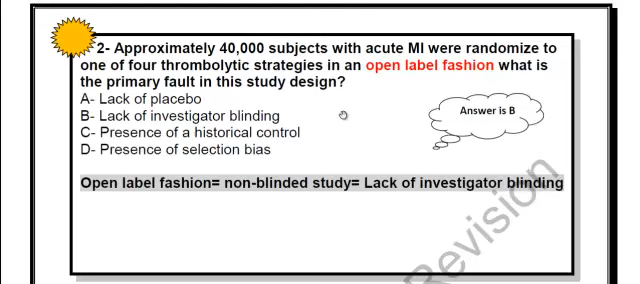 2- Approximately 40,000 subjects with acute MI were randomize to
one of four thrombolytic strategies in an open label fashion what is
the primary fault in this study design?
A- Lack of placebo
B- Lack of investigator blinding
C- Presence of a historical control
D- Presence of selection bias
Answer is B
Open label fashion= non-blinded study= Lack of investigator blinding
Revision